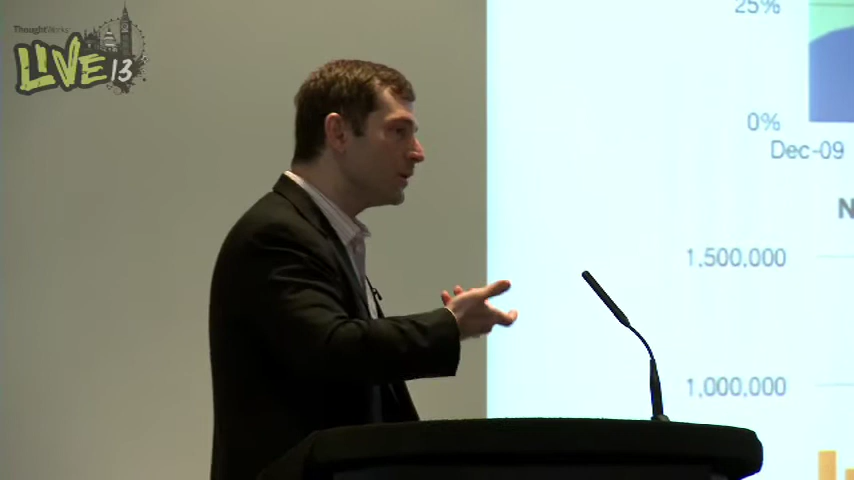 ThoughtWorks
LIVE13
25%
0%
Dec-09
N
1,500,000
1,000,000